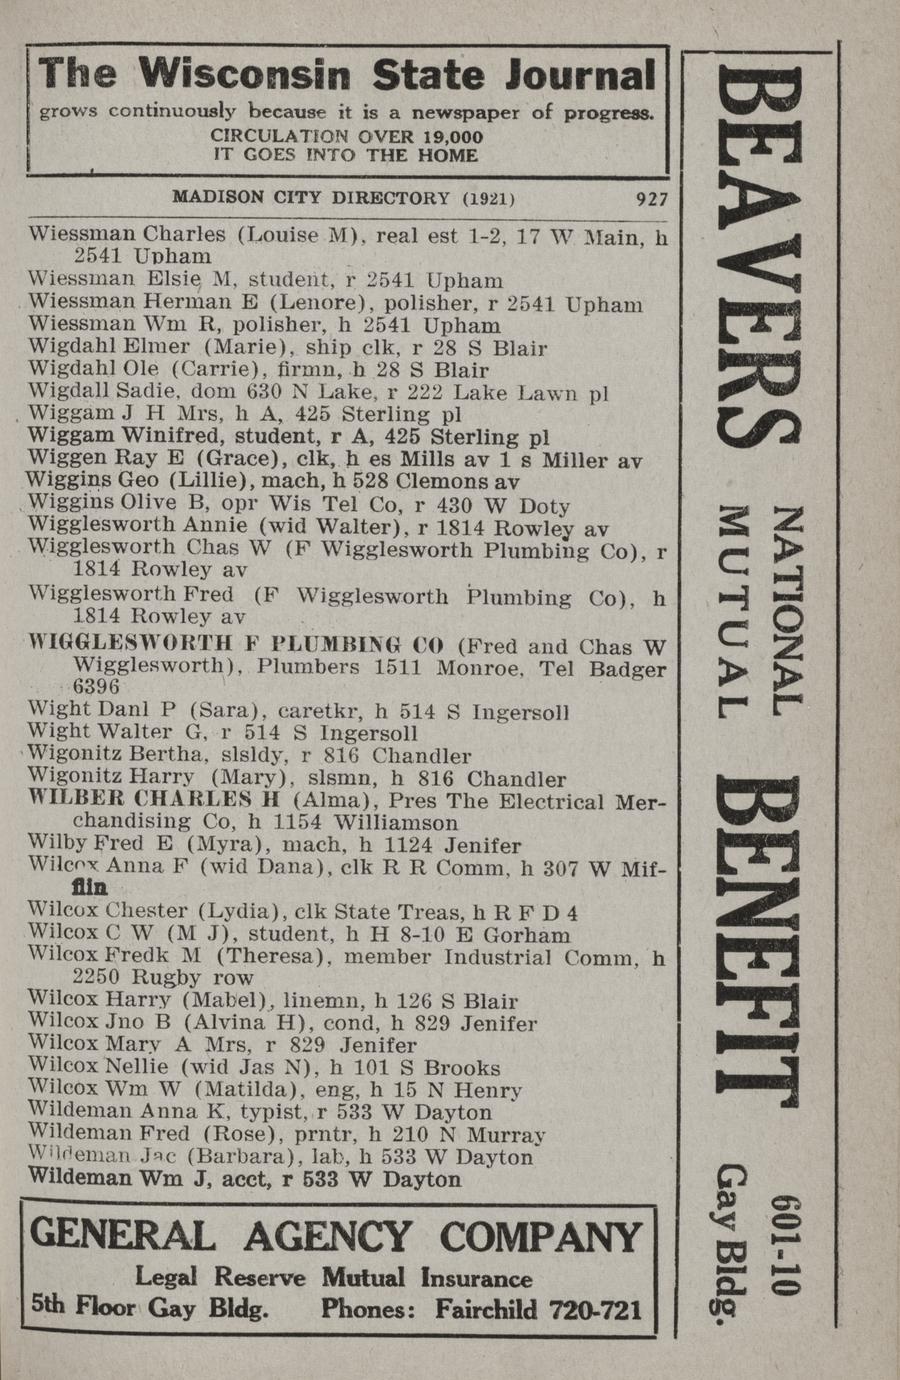 The Wisconsin State Journal
grows continuously because it is a newspaper of progress.
CIRCULATION OVER 19,000
IT GOES INTO THE HOME
MADISON CITY DIRECTORY (1921) 927
Wiessman Charles (Louise M), real est 1-2, 17 W Main, h
2541 Upham
Wiessman Elsie M, student, r 2541 Upham
Wiessman Herman E (Lenore), polisher, r 2541 Upham
Wiessman Wm R, polisher, h 2541 Upham
Wigdahl Elmer (Marie), ship clk, r 28 S Blair
Wigdahl Ole (Carrie), firmn, h 28 S Blair
Wigdall Sadie, dom 630 N Lake, r 222 Lake Lawn pl
Wiggam J H Mrs, h A, 425 Sterling pl
Wiggam Winifred, student, r A, 425 Sterling pl
Wiggen Ray E (Grace), clk, h es Mills av 1 s Miller av
Wiggins Geo (Lillie), mach, h 528 Clemons av
Wiggins Olive B, opr Wis Tel Co, r 430 W Doty
Wigglesworth Annie (wid Walter), r 1814 Rowley av
Wigglesworth Chas W (F Wigglesworth Plumbing Co), r
1814 Rowley av
Wigglesworth Fred (F Wigglesworth Plumbing Co), h
1814 Rowley av
WIGGLESWORTH F PLUMBING CO (Fred and Chas W
Wigglesworth), Plumbers 1511 Monroe, Tel Badger
6396
Wight Danl P (Sara), caretkr, h 514 S Ingersoll
Wight Walter G, r 514 S Ingersoll
Wigonitz Bertha, slsldy, r 816 Chandler
Wigonitz Harry (Mary), slsmn, h 816 Chandler
WILBER CHARLES H (Alma), Pres The Electrical Mer-
chandising Co, h 1154 Williamson
Wilby Fred E (Myra), mach, h 1124 Jenifer
Wilcox Anna F (wid Dana), clk R R Comm, h 307 W Mif-
flin
Wilcox Chester (Lydia), clk State Treas, h R F D 4
Wilcox C W (M J), student, h H 8-10 E Gorham
Wilcox Fredk M (Theresa), member Industrial Comm, h
2250 Rugby row
Wilcox Harry (Mabel), linemn, h 126 S Blair
Wilcox Jno B (Alvina H), cond, h 829 Jenifer
Wilcox Mary A Mrs, r 829 Jenifer
Wilcox Nellie (wid Jas N), h 101 S Brooks
Wilcox Wm W (Matilda), eng, h 15 N Henry
Wildeman Anna K, typist, r 533 W Dayton
Wildeman Fred (Rose), prntr, h 210 N Murray
Wildeman Jac (Barbara), lab, h 533 W Dayton
Wildeman Wm J, acct, r 533 W Dayton
GENERAL AGENCY COMPANY
Legal Reserve Mutual Insurance
5th Floor Gay Bldg. Phones: Fairchild 720-721
BEAVERS
NATIONAL
MUTUAL
BENEFIT
601-10
Gay Bldg.